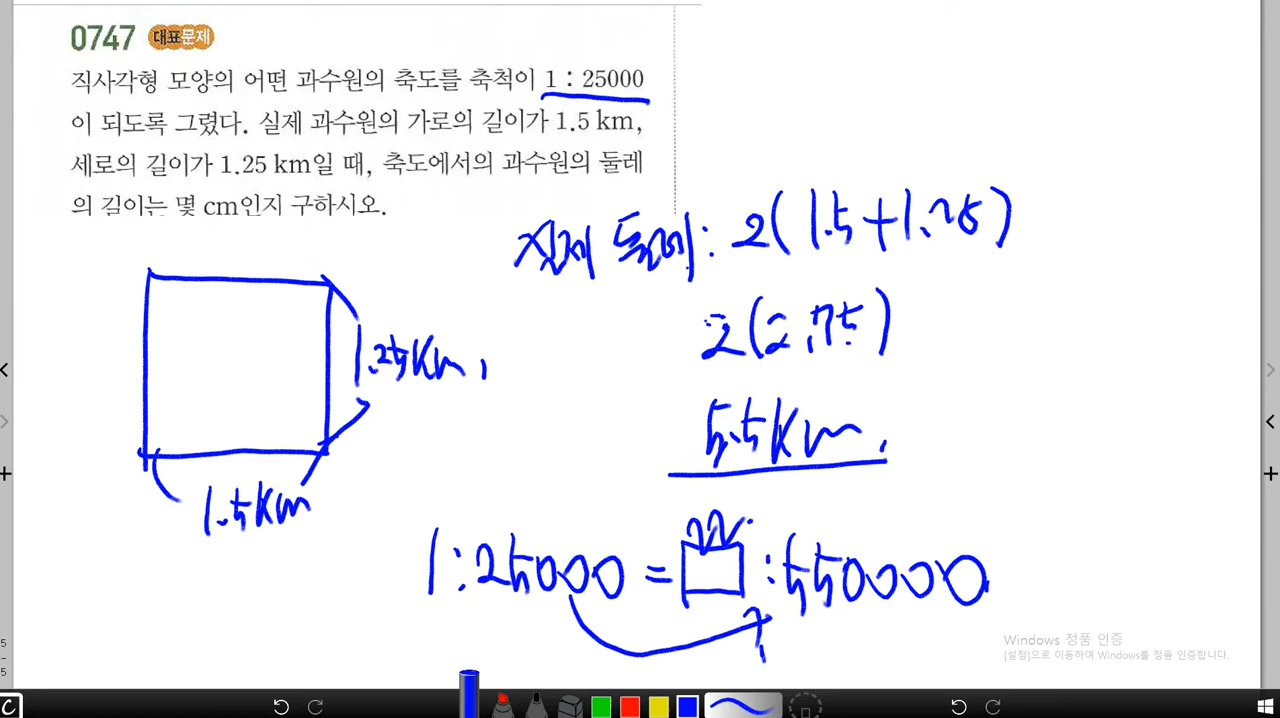 0747 대표문제
직사각형 모양의 어떤 과수원의 축도를 축척이 1 : 25000
이 되도록 그렸다. 실제 과수원의 가로의 길이가 1.5 km,
세로의 길이가 1.25 km일 때, 축도에서의 과수원의 둘레
의 길이는 몇 cm인지 구하시오.
실제 둘레: 2(1.5+1.25)
2(2.75)
1.25km
5.5km
1.5km
22
1:25000 = □ : 550000
Windows 정품 인증
[설정]으로 이동하여 Windows를 정품 인증합니다.
5
-
5